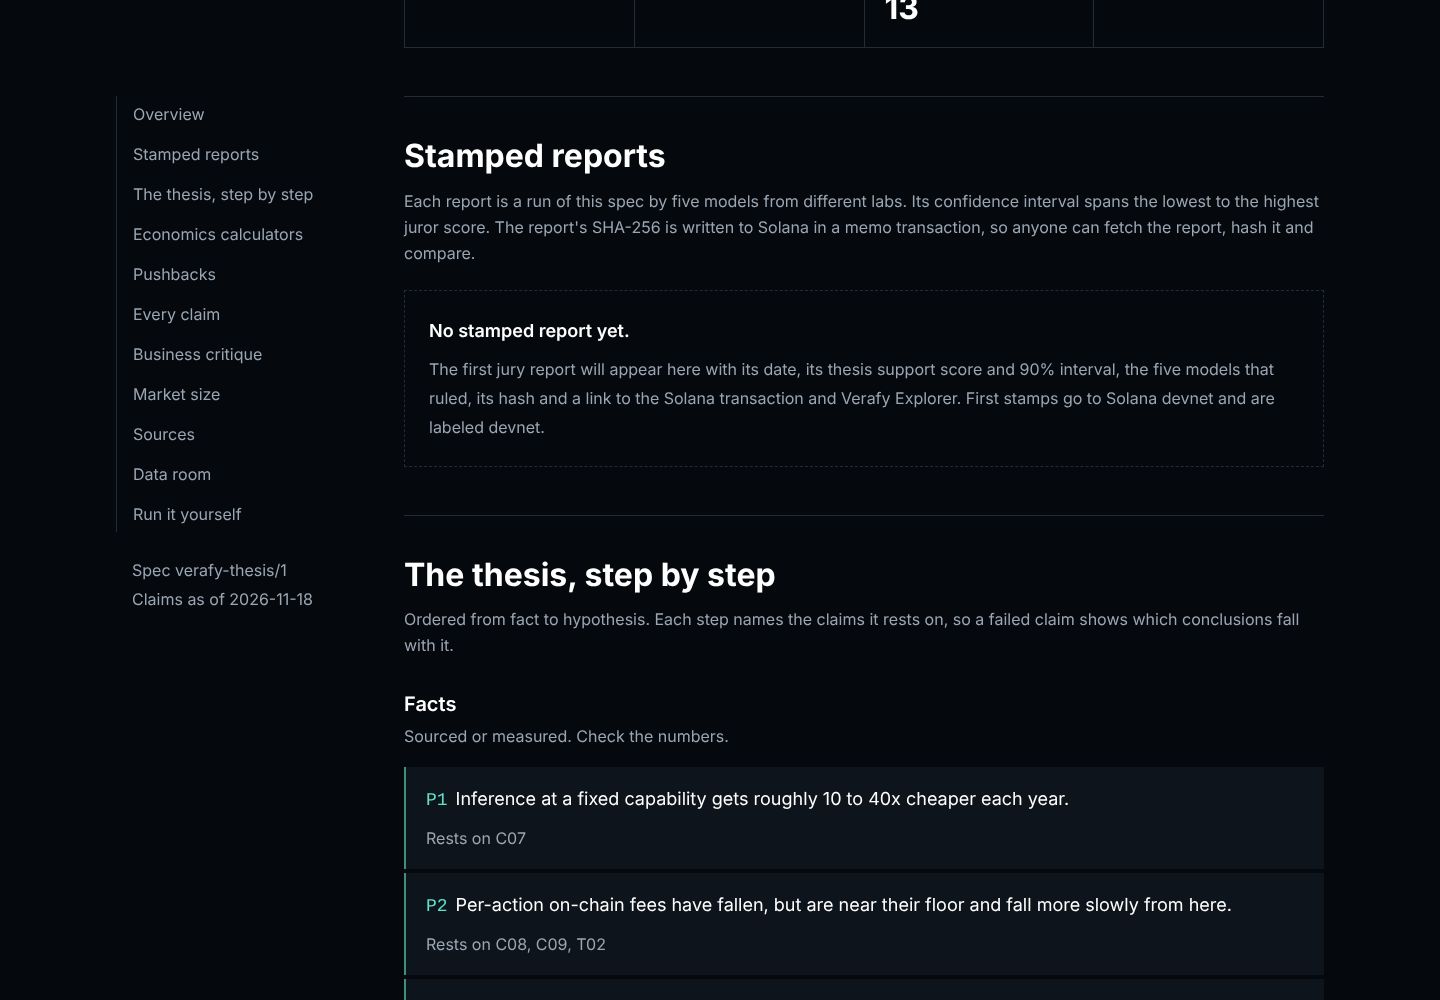 13
Overview
Stamped reports
The thesis, step by step
Economics calculators
Pushbacks
Every claim
Business critique
Market size
Sources
Data room
Run it yourself
Spec verafy-thesis/1
Claims as of 2026-11-18
Stamped reports
Each report is a run of this spec by five models from different labs. Its confidence interval spans the lowest to the highest
juror score. The report's SHA-256 is written to Solana in a memo transaction, so anyone can fetch the report, hash it and
compare.
No stamped report yet.
The first jury report will appear here with its date, its thesis support score and 90% interval, the five models that
ruled, its hash and a link to the Solana transaction and Verafy Explorer. First stamps go to Solana devnet and are
labeled devnet.
The thesis, step by step
Ordered from fact to hypothesis. Each step names the claims it rests on, so a failed claim shows which conclusions fall
with it.
Facts
Sourced or measured. Check the numbers.
P1 Inference at a fixed capability gets roughly 10 to 40x cheaper each year.
Rests on C07
P2 Per-action on-chain fees have fallen, but are near their floor and fall more slowly from here.
Rests on C08, C09, T02